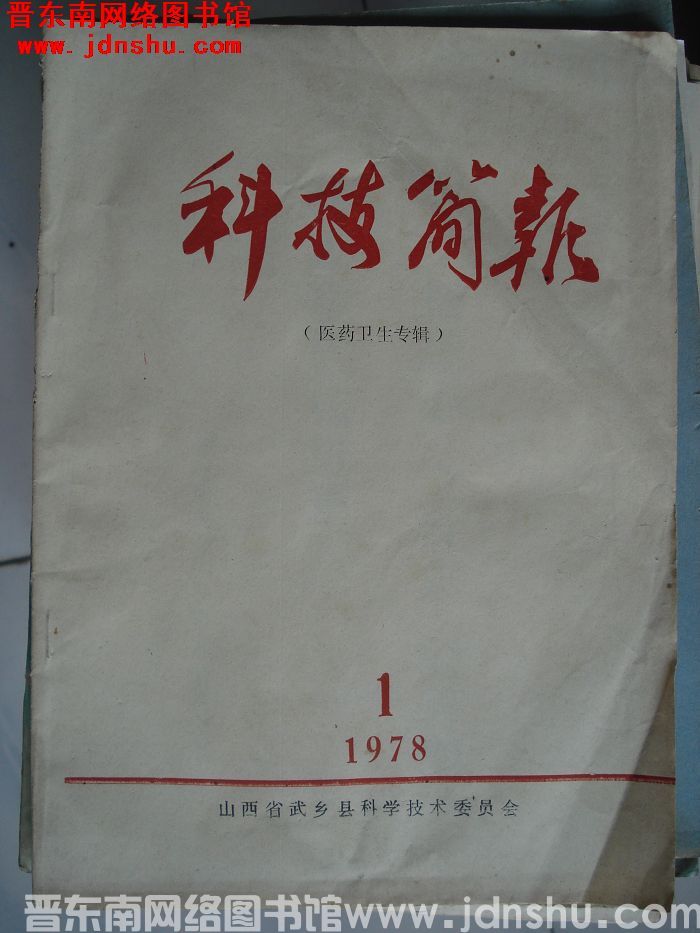 晋东南网络图书馆
www.jdnshu.com
科技简报
（医药卫生专辑）
1
1978
山西省武乡县科学技术委员会
晋东南网络图书馆www.jdnshu.com